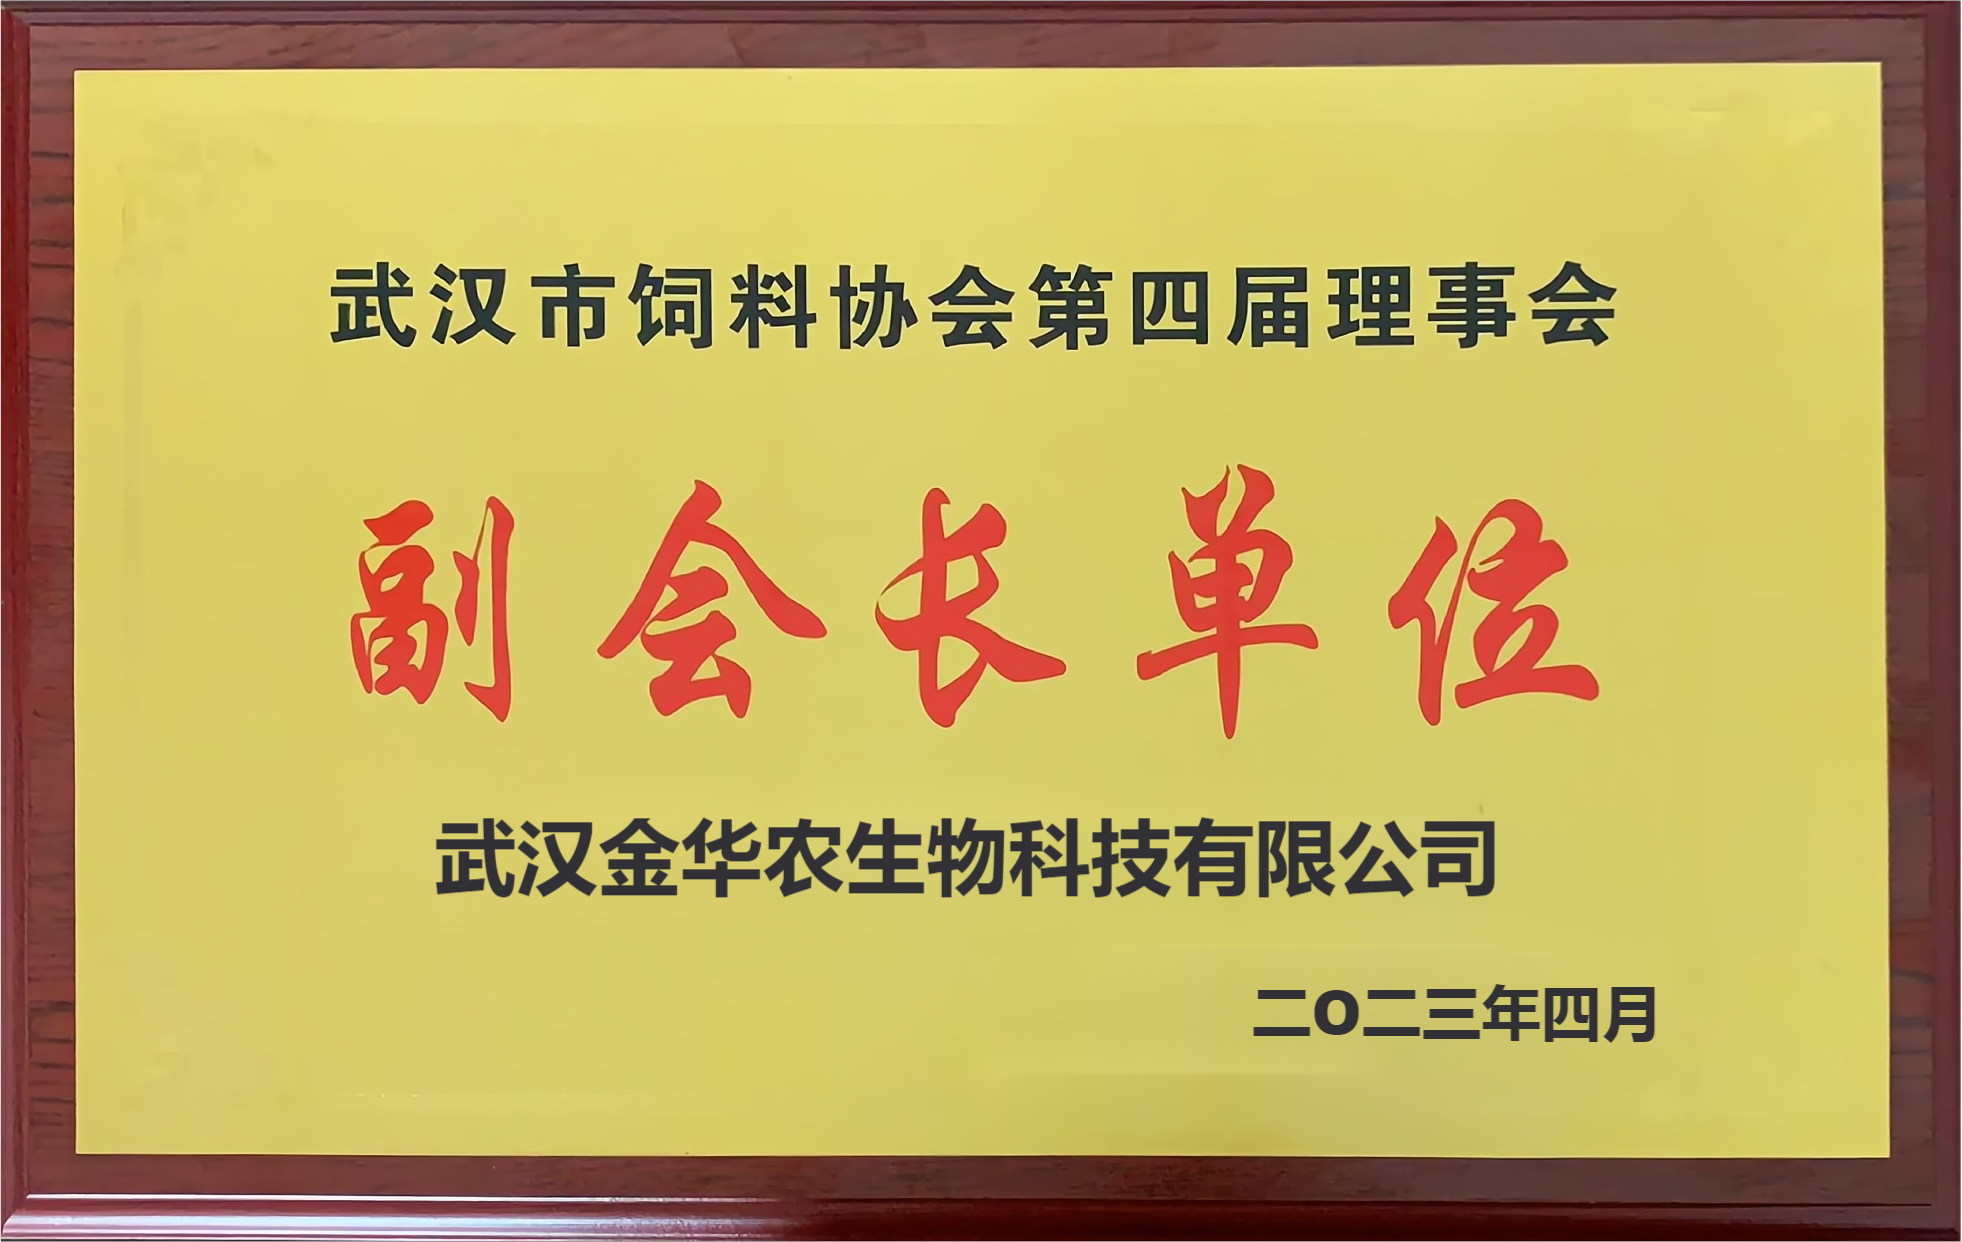 武汉市饲料协会第四届理事会
副会长单位
武汉金华农生物科技有限公司
二O二三年四月